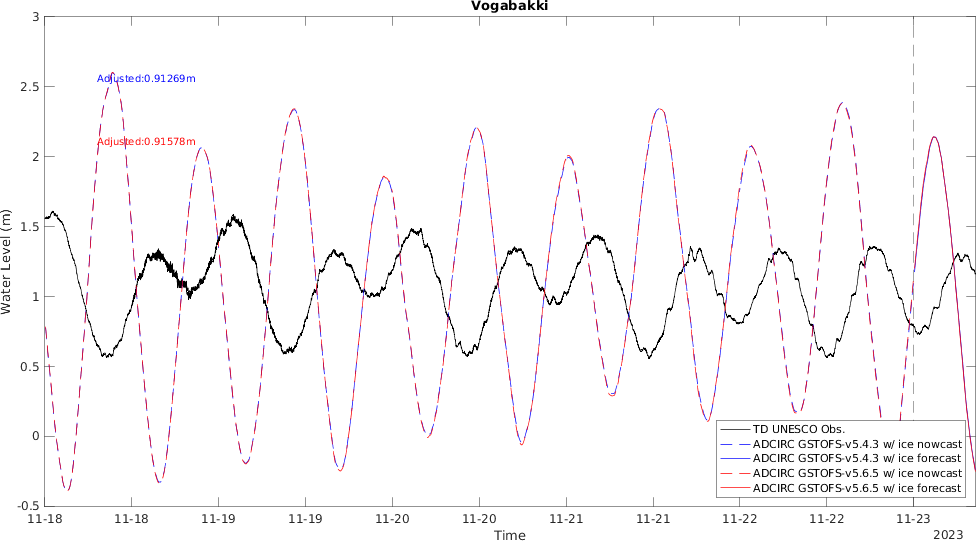 Vogabakki
3
2.5
2
1.5
1
0.5
0
-0.5
Water Level (m)
Adjusted:0.91269m
Adjusted:0.91578m
TD UNESCO Obs.
ADCIRC GSTOFS-v5.4.3 w/ ice nowcast
ADCIRC GSTOFS-v5.4.3 w/ ice forecast
ADCIRC GSTOFS-v5.6.5 w/ ice nowcast
ADCIRC GSTOFS-v5.6.5 w/ ice forecast
11-18 11-18 11-19 11-19 11-20 11-20 11-21 11-21 11-22 11-22 11-23
Time
2023